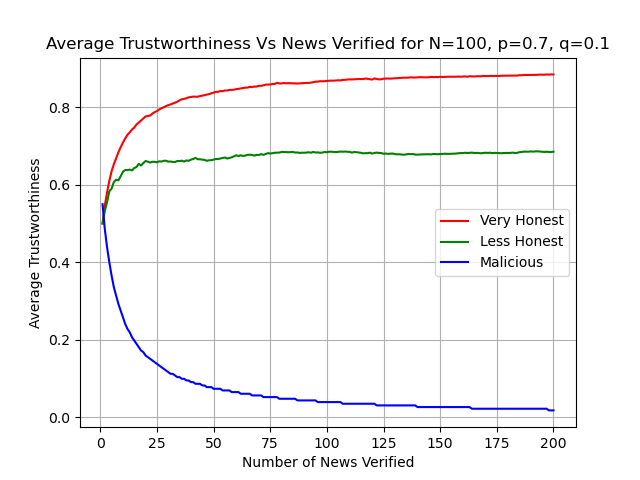 Average Trustworthiness Vs News Verified for N=100, p=0.7, q=0.1
Average Trustworthiness
0.8
0.6
0.4
0.2
0.0
Very Honest
Less Honest
Malicious
0 25 50 75 100 125 150 175 200
Number of News Verified